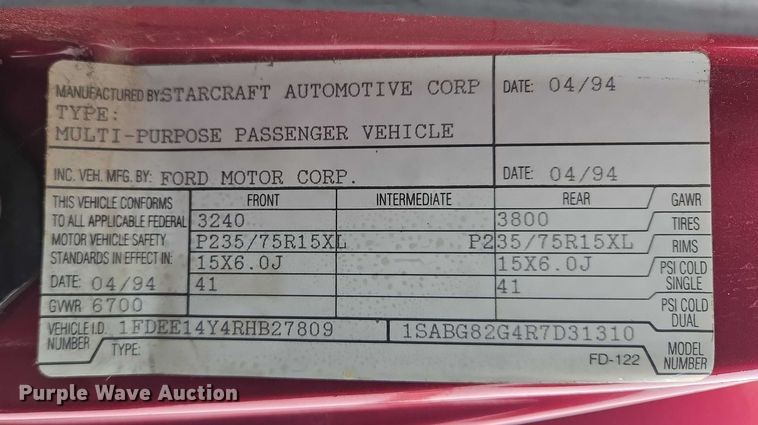 MANUFACTURED BY: STARCRAFT AUTOMOTIVE CORP DATE: 04/94
TYPE:
MULTI-PURPOSE PASSENGER VEHICLE
INC. VEH. MFG. BY: FORD MOTOR CORP. DATE: 04/94
THIS VEHICLE CONFORMS FRONT INTERMEDIATE REAR GAWR
TO ALL APPLICABLE FEDERAL 3240 3800 TIRES
MOTOR VEHICLE SAFETY P235/75R15XL P235/75R15XL RIMS
STANDARDS IN EFFECT IN: 15X6.0J 15X6.0J PSI COLD
DATE: 04/94 41 41 SINGLE
GVWR 6700 PSI COLD
DUAL
VEHICLE I.D. 1FDEE14Y4RHB27809 1SABG82G4R7D31310
NUMBER TYPE: FD-122 MODEL
NUMBER
Purple Wave Auction